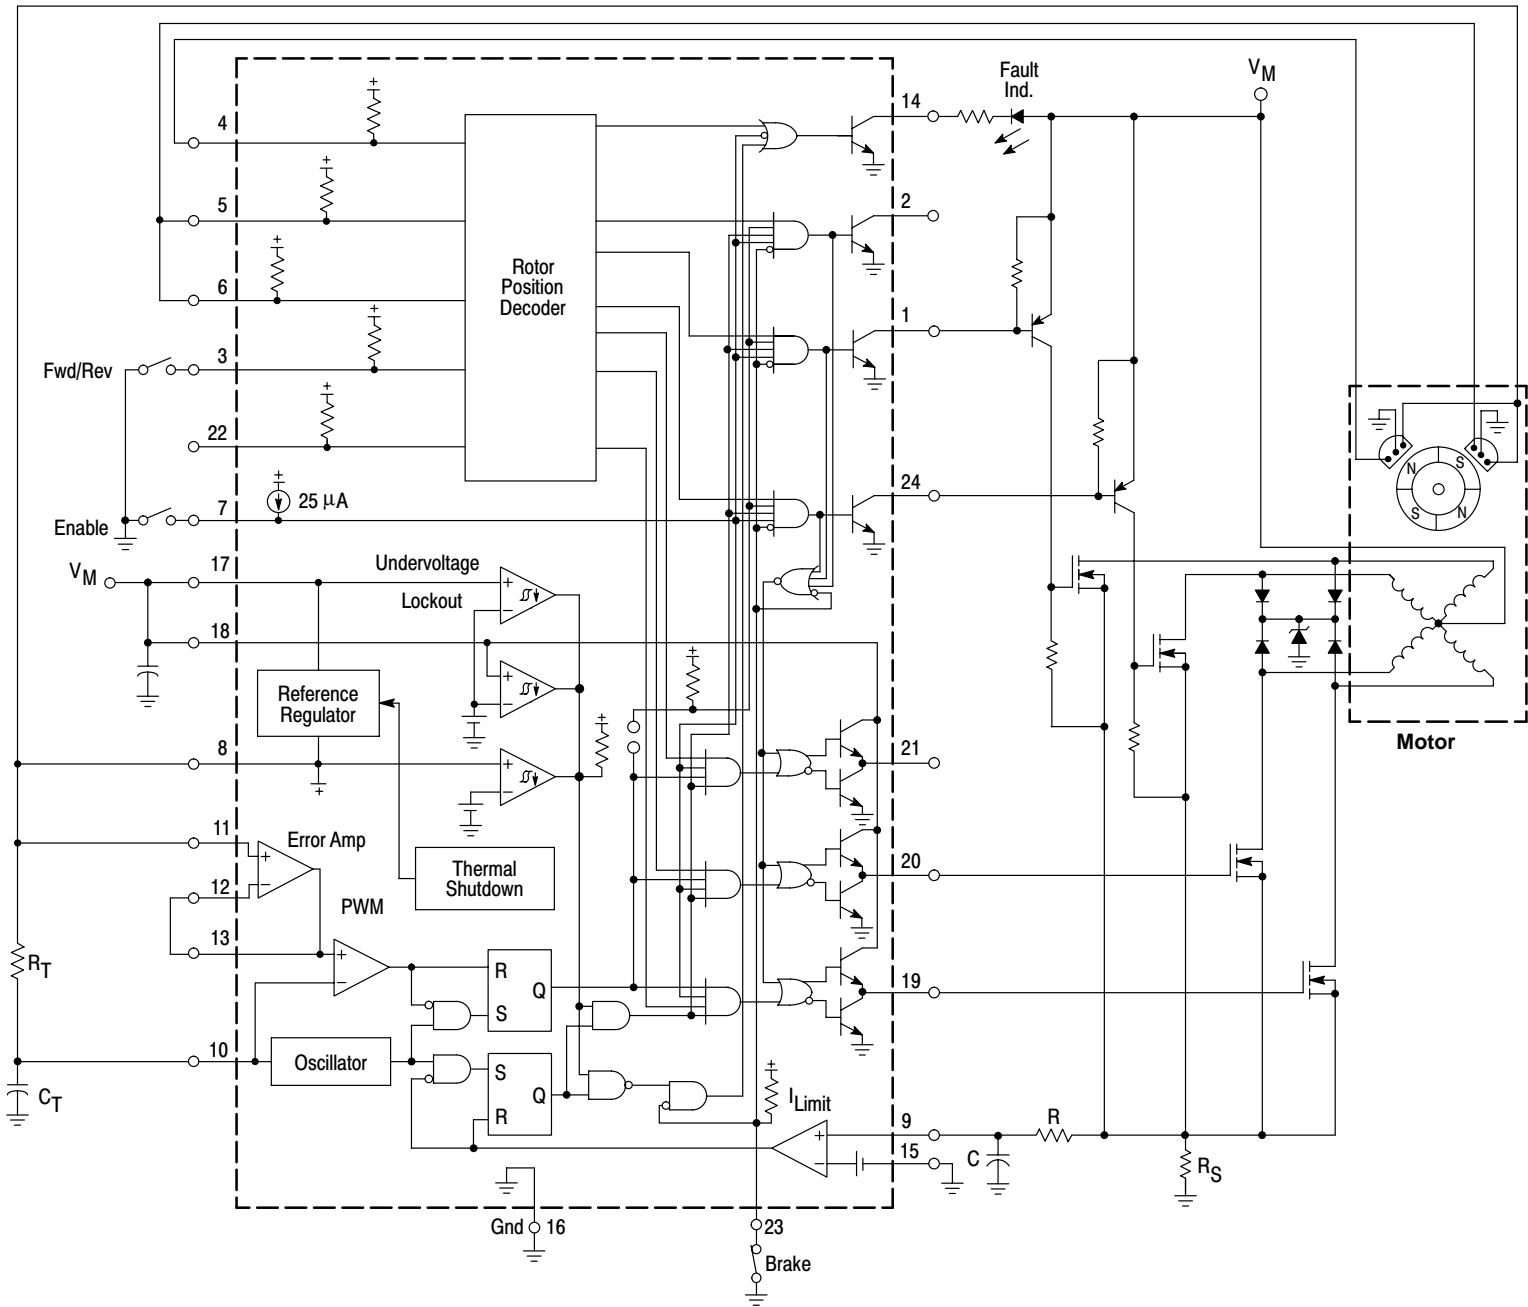 Fault
Ind.
V_M
14
4
2
5
Rotor
Position
Decoder
6
1
3
Fwd/Rev
22
24
25 μA
7
Enable
N
S
S
N
Undervoltage
Lockout
17
V_M
18
Reference
Regulator
8
21
Motor
11
Error Amp
Thermal
Shutdown
20
12
PWM
13
R_T
R
Q
S
19
10
Oscillator
S
Q
R
C_T
I_Limit
9
R
15
C
R_S
Gnd
16
23
Brake
+
−
+
−
+
−
+
−
+
−
+
−